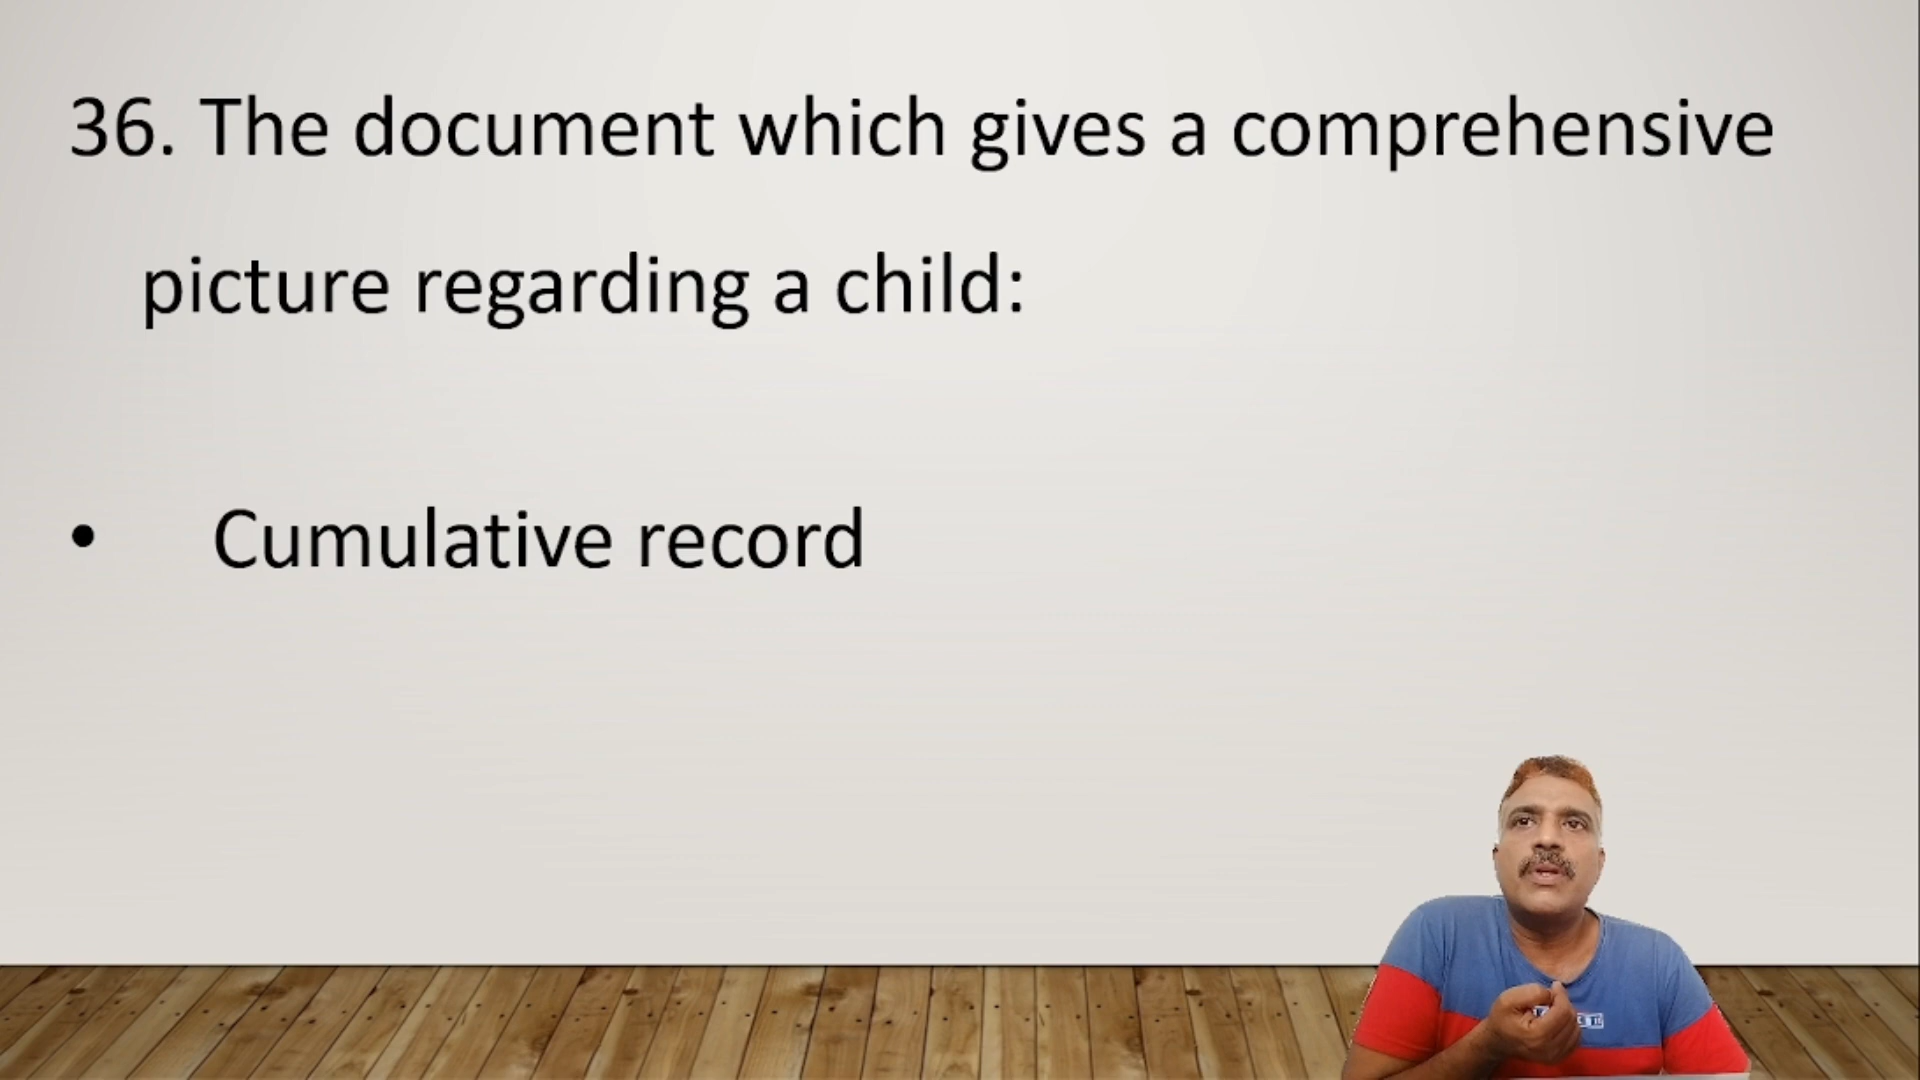 36. The document which gives a comprehensive
picture regarding a child:
• Cumulative record